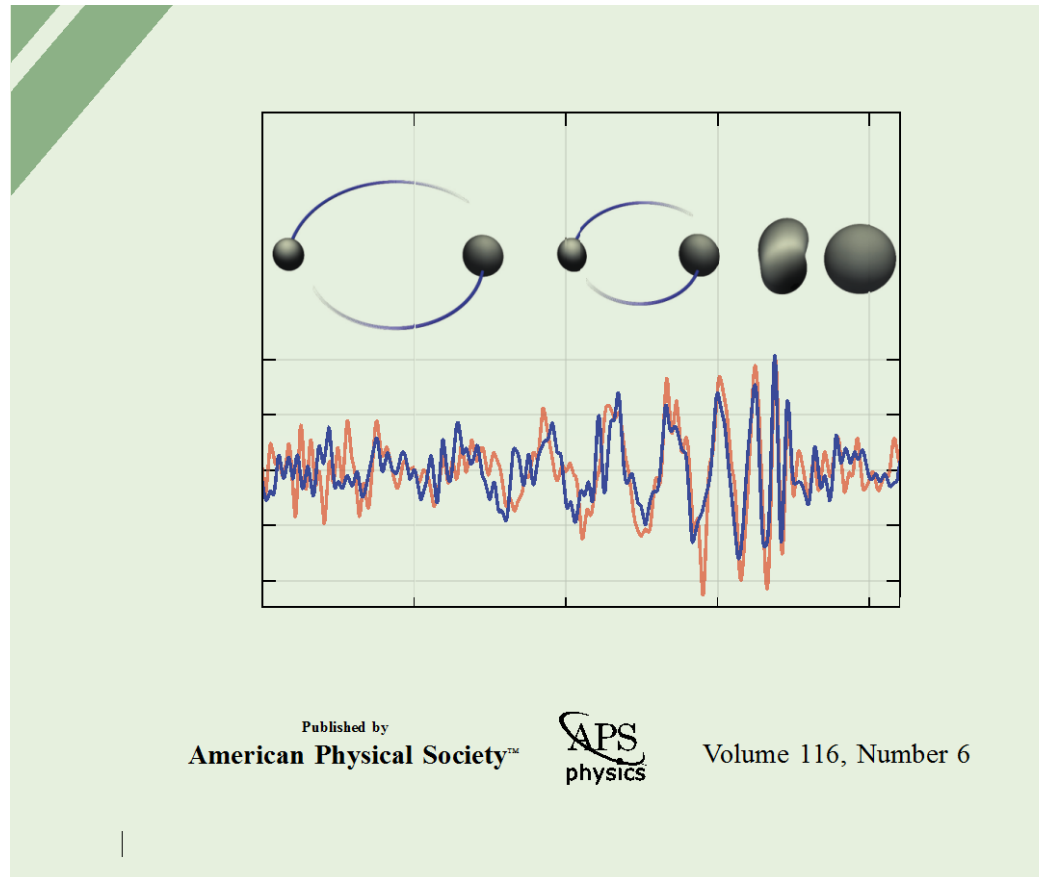 Published by
American Physical Society™
APS
physics
Volume 116, Number 6